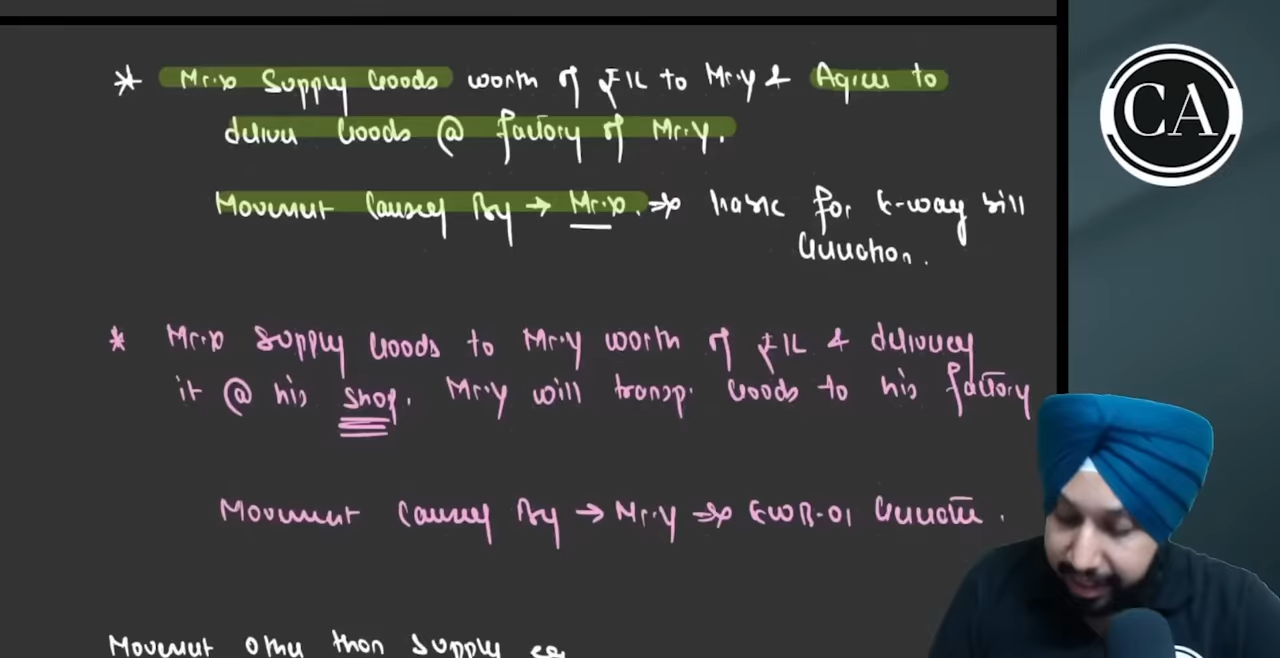 * Mr.x Supply Goods worth of ₹1L to Mr.y & Agree to
deliver Goods @ factory of Mr.y.
Movement Caused By → Mr.x. ⇒ liable for E-way bill
Generation.
CA
* Mr.x Supply Goods to Mr.y worth of ₹1L & delivery
it @ his shop. Mr.y will transp. Goods to his factory
Movement Caused By → Mr.y ⇒ EWB-01 Generate.
Movement other than supply